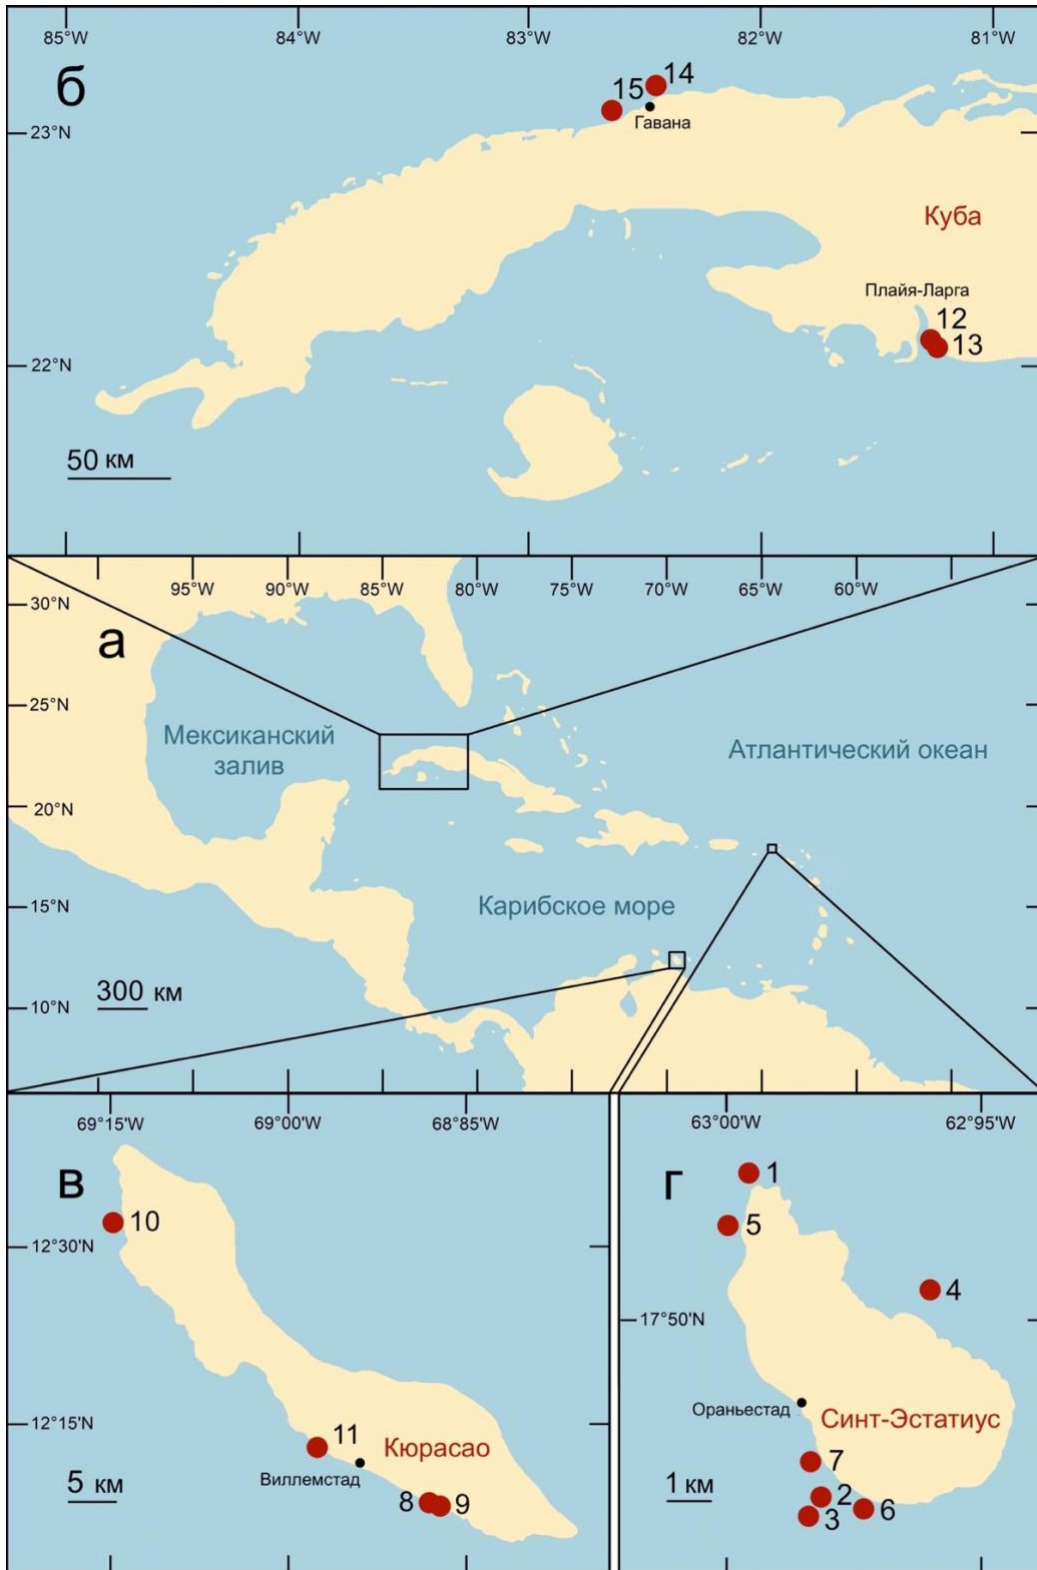 85°W
84°W
83°W
82°W
81°W
б
14
15
Гавана
23°N
Куба
Плайя-Ларга
12
13
22°N
50 км
95°W
90°W
85°W
80°W
75°W
70°W
65°W
60°W
30°N
а
25°N
Мексиканский
залив
Атлантический океан
20°N
15°N
Карибское море
300 км
10°N
69°15'W
69°00'W
68°85'W
в
10
12°30'N
12°15'N
11
Кюрасао
Виллемстад
5 км
8
9
63°00'W
62°95'W
г
1
5
4
17°50'N
Ораньестад
Синт-Эстатиус
7
1 км
2
6
3